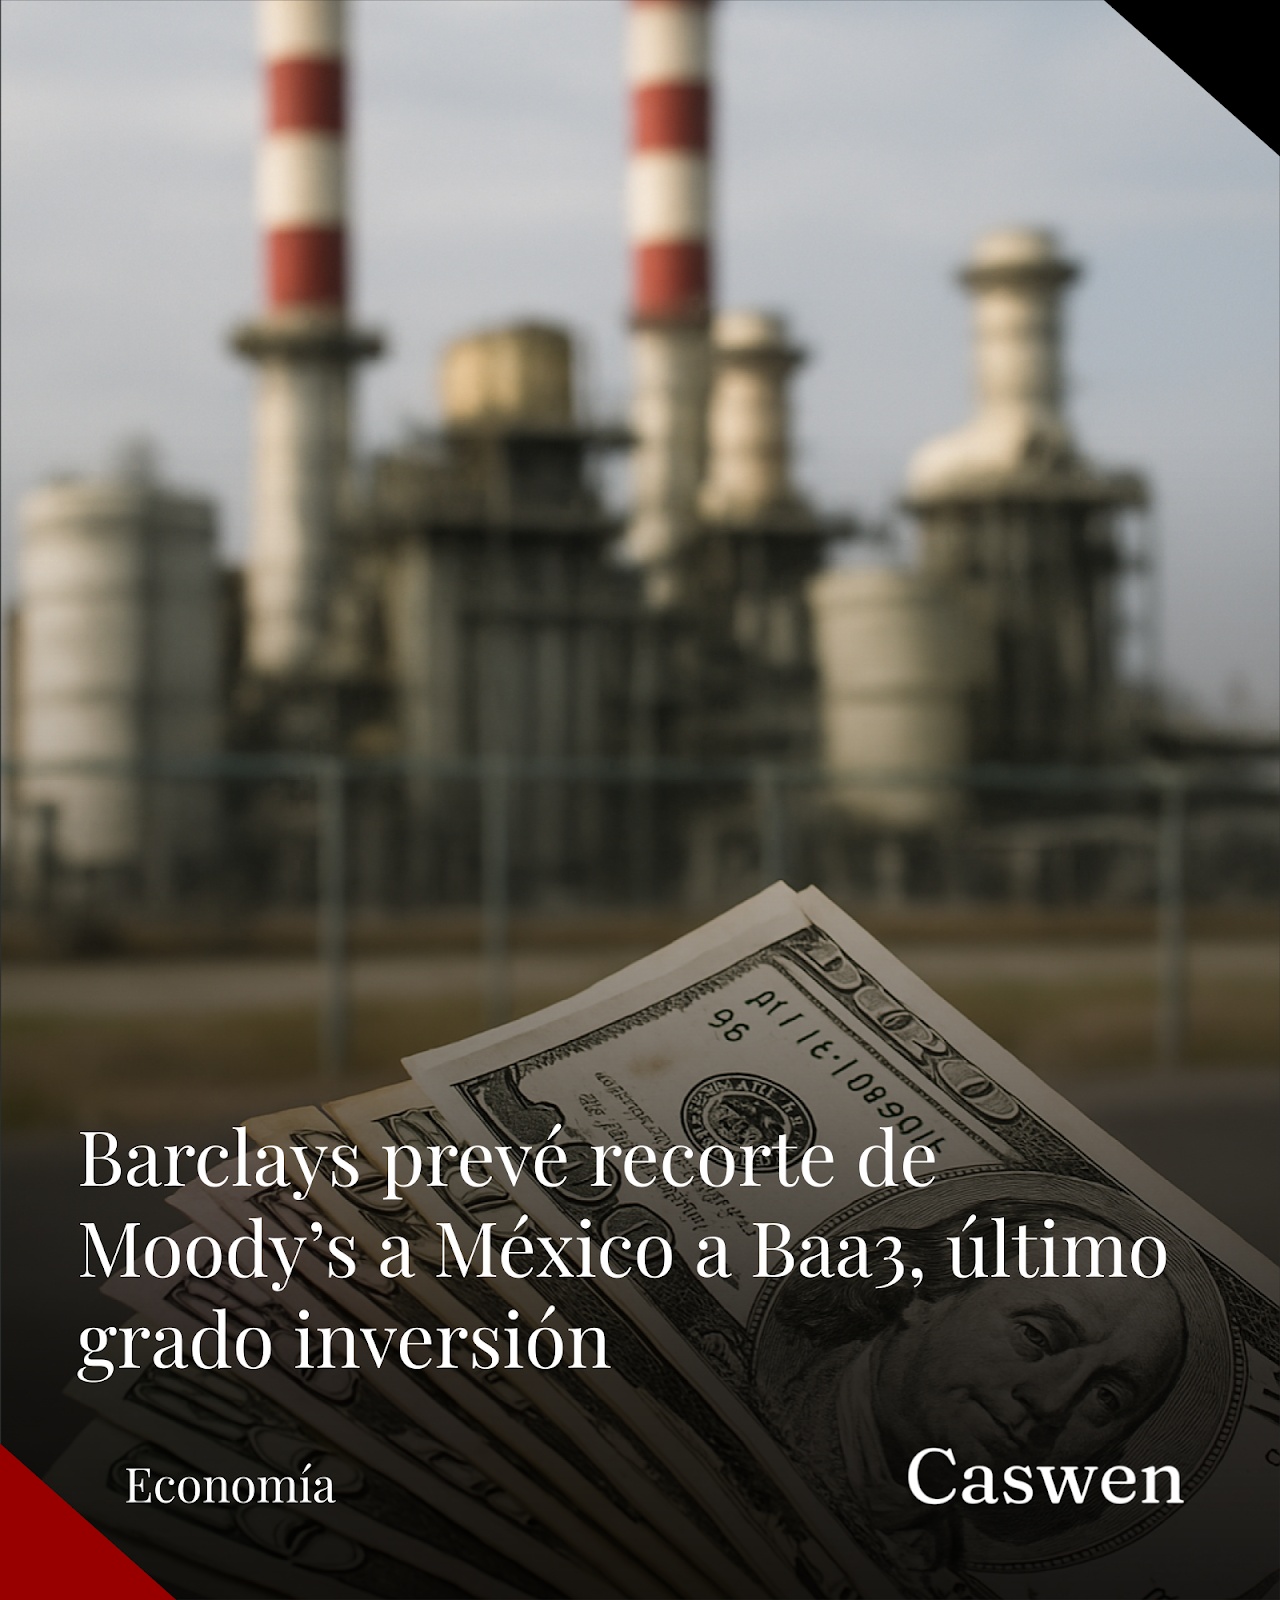 Barclays prevé recorte de
Moody’s a México a Baa3, último
grado inversión
Economía
Caswen